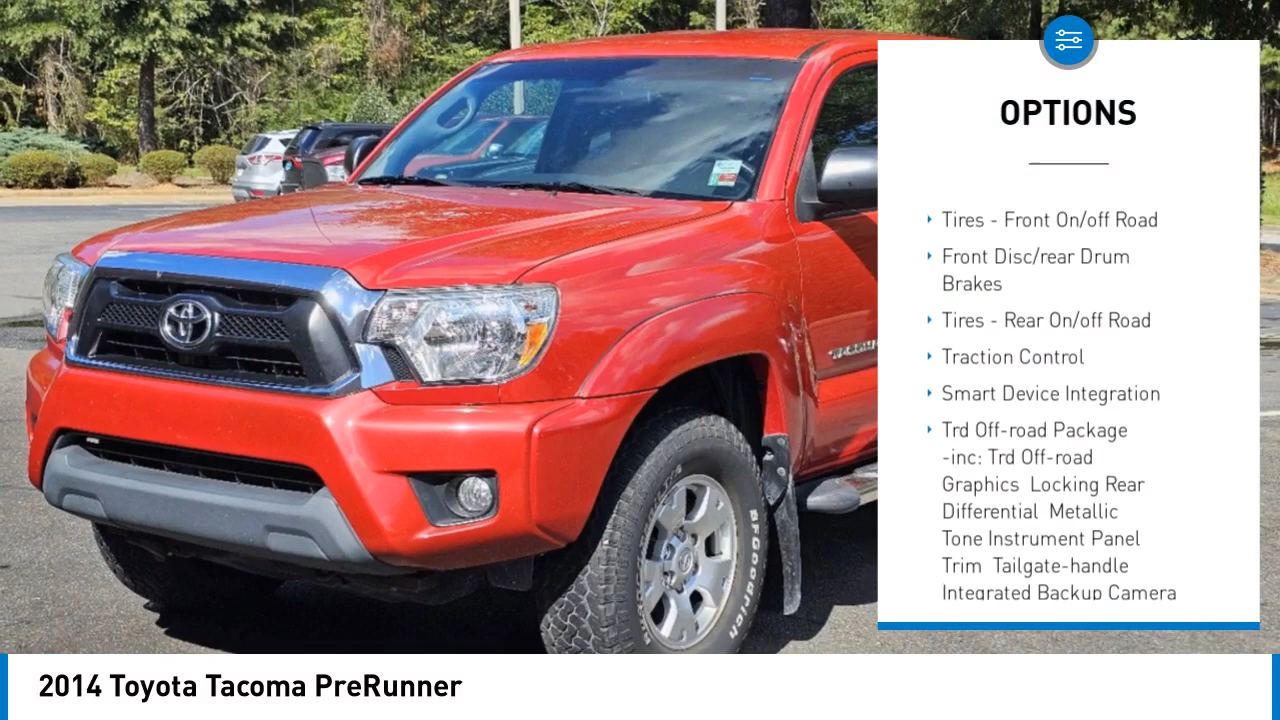 OPTIONS
Tires - Front On/off Road
Front Disc/rear Drum
Brakes
Tires - Rear On/off Road
Traction Control
Smart Device Integration
Trd Off-road Package
-inc: Trd Off-road
Graphics Locking Rear
Differential Metallic
Tone Instrument Panel
Trim Tailgate-handle
Integrated Backup Camera
TACOMA
BFGoodrich
2014 Toyota Tacoma PreRunner